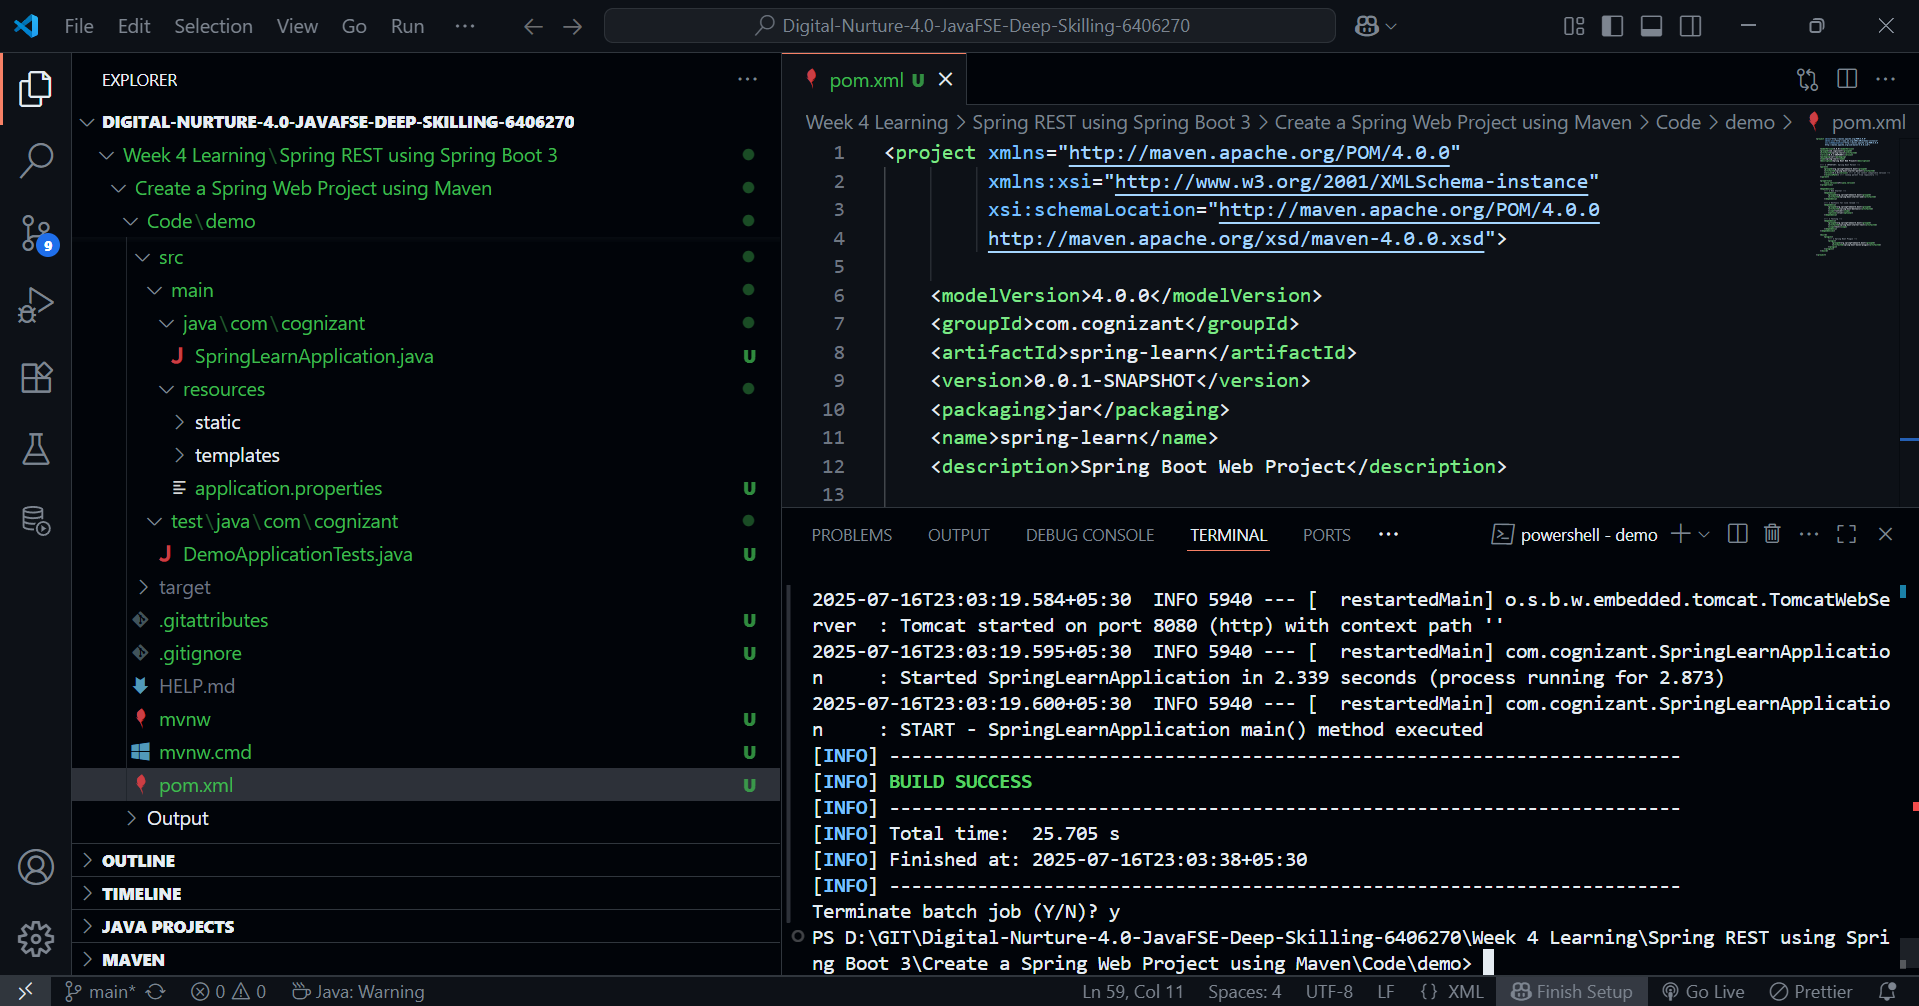 File Edit Selection View Go Run ··· Digital-Nurture-4.0-JavaFSE-Deep-Skilling-6406270
EXPLORER ···
DIGITAL-NURTURE-4.0-JAVAFSE-DEEP-SKILLING-6406270
Week 4 Learning\Spring REST using Spring Boot 3
Create a Spring Web Project using Maven
Code\demo
src
main
java\com\cognizant
SpringLearnApplication.java U
resources
static
templates
application.properties U
test\java\com\cognizant
DemoApplicationTests.java U
target
.gitattributes U
.gitignore U
HELP.md
mvnw U
mvnw.cmd U
pom.xml U
Output
OUTLINE
TIMELINE
JAVA PROJECTS
MAVEN
9
pom.xml U
Week 4 Learning > Spring REST using Spring Boot 3 > Create a Spring Web Project using Maven > Code > demo > pom.xml
1 <project xmlns="http://maven.apache.org/POM/4.0.0"
2 xmlns:xsi="http://www.w3.org/2001/XMLSchema-instance"
3 xsi:schemaLocation="http://maven.apache.org/POM/4.0.0
4 http://maven.apache.org/xsd/maven-4.0.0.xsd">
5
6 <modelVersion>4.0.0</modelVersion>
7 <groupId>com.cognizant</groupId>
8 <artifactId>spring-learn</artifactId>
9 <version>0.0.1-SNAPSHOT</version>
10 <packaging>jar</packaging>
11 <name>spring-learn</name>
12 <description>Spring Boot Web Project</description>
13
PROBLEMS OUTPUT DEBUG CONSOLE TERMINAL PORTS ··· powershell - demo
2025-07-16T23:03:19.584+05:30  INFO 5940 --- [  restartedMain] o.s.b.w.embedded.tomcat.TomcatWebSe
rver  : Tomcat started on port 8080 (http) with context path ''
2025-07-16T23:03:19.595+05:30  INFO 5940 --- [  restartedMain] com.cognizant.SpringLearnApplicatio
n     : Started SpringLearnApplication in 2.339 seconds (process running for 2.873)
2025-07-16T23:03:19.600+05:30  INFO 5940 --- [  restartedMain] com.cognizant.SpringLearnApplicatio
n     : START - SpringLearnApplication main() method executed
[INFO] ------------------------------------------------------------------------
[INFO] BUILD SUCCESS
[INFO] ------------------------------------------------------------------------
[INFO] Total time:  25.705 s
[INFO] Finished at: 2025-07-16T23:03:38+05:30
[INFO] ------------------------------------------------------------------------
Terminate batch job (Y/N)? y
PS D:\GIT\Digital-Nurture-4.0-JavaFSE-Deep-Skilling-6406270\Week 4 Learning\Spring REST using Spri
ng Boot 3\Create a Spring Web Project using Maven\Code\demo>
main* 0 0 Java: Warning Ln 59, Col 11 Spaces: 4 UTF-8 LF {} XML Finish Setup Go Live Prettier